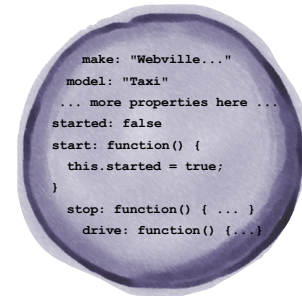 make: "Webville..."
model: "Taxi"
... more properties here ...
started: false
start: function() {
this.started = true;
}
stop: function() { ... }
drive: function() {...}